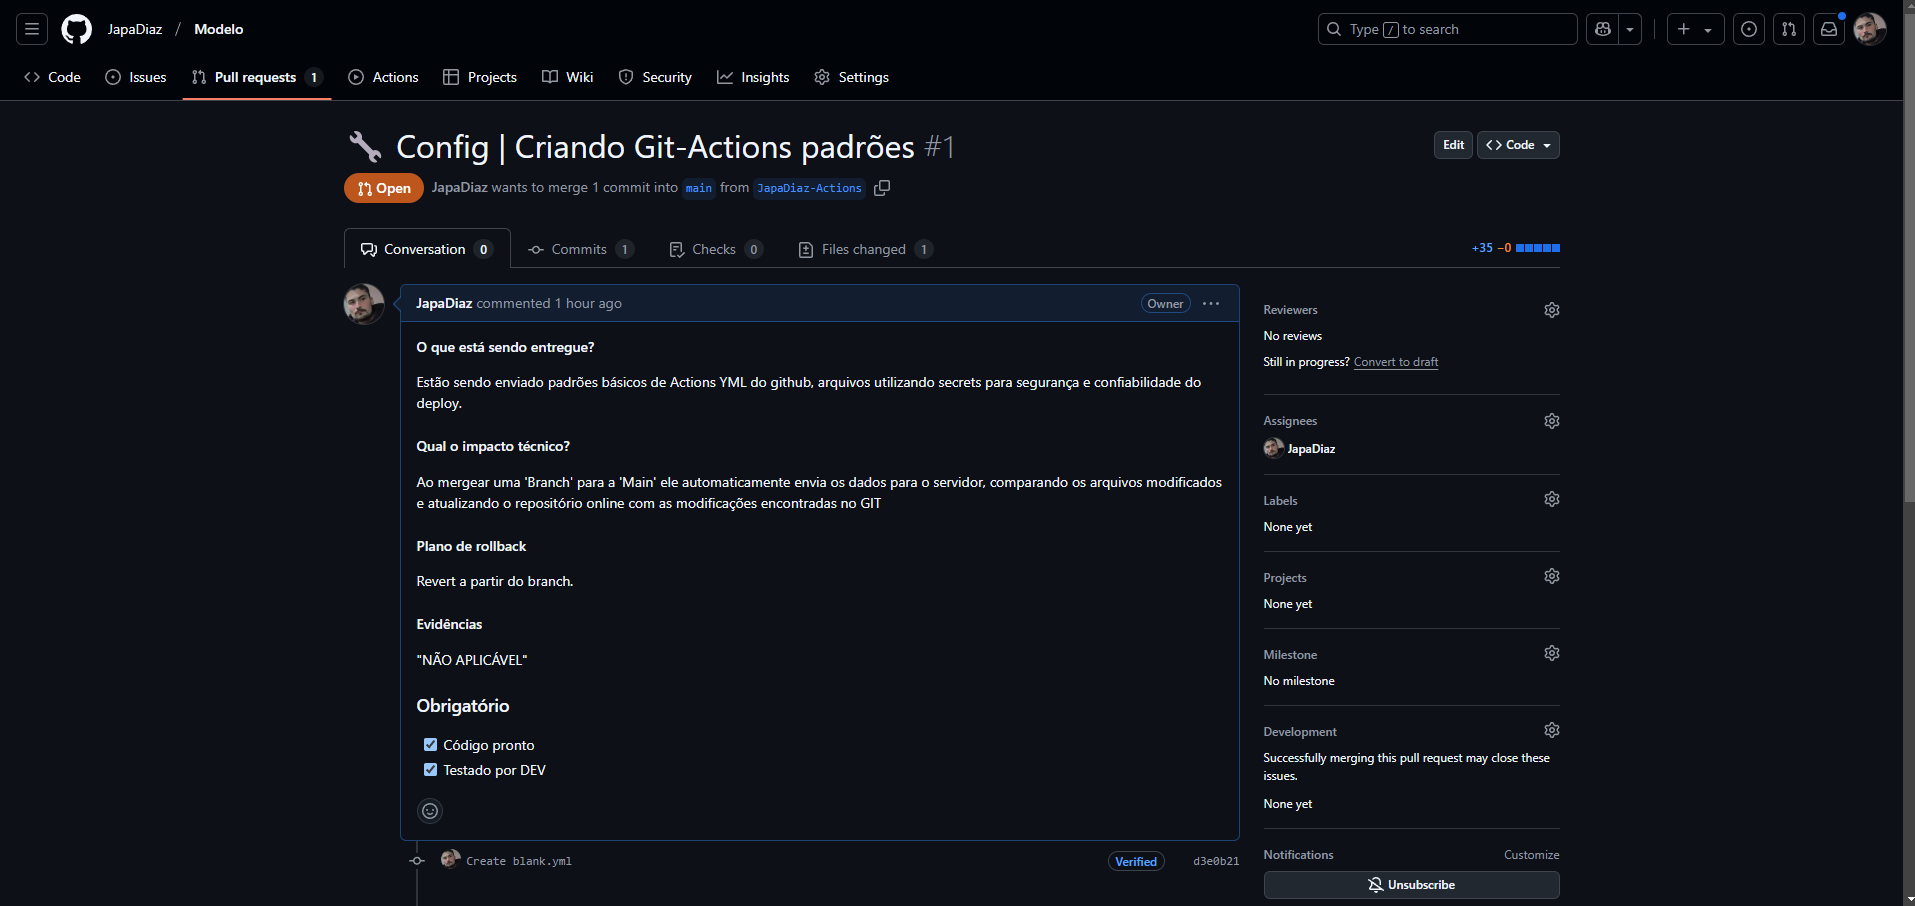 JapaDiaz / Modelo
Type / to search
Code Issues Pull requests 1 Actions Projects Wiki Security Insights Settings
Config | Criando Git-Actions padrões #1
Edit Code
Open JapaDiaz wants to merge 1 commit into main from JapaDiaz-Actions
Conversation 0 Commits 1 Checks 0 Files changed 1
+35 −0
JapaDiaz commented 1 hour ago Owner ...
O que está sendo entregue?
Estão sendo enviado padrões básicos de Actions YML do github, arquivos utilizando secrets para segurança e confiabilidade do
deploy.
Qual o impacto técnico?
Ao mergear uma 'Branch' para a 'Main' ele automaticamente envia os dados para o servidor, comparando os arquivos modificados
e atualizando o repositório online com as modificações encontradas no GIT
Plano de rollback
Revert a partir do branch.
Evidências
"NÃO APLICÁVEL"
Obrigatório
Código pronto
Testado por DEV
Create blank.yml Verified d3e0b21
Reviewers
No reviews
Still in progress? Convert to draft
Assignees
JapaDiaz
Labels
None yet
Projects
None yet
Milestone
No milestone
Development
Successfully merging this pull request may close these
issues.
None yet
Notifications Customize
Unsubscribe